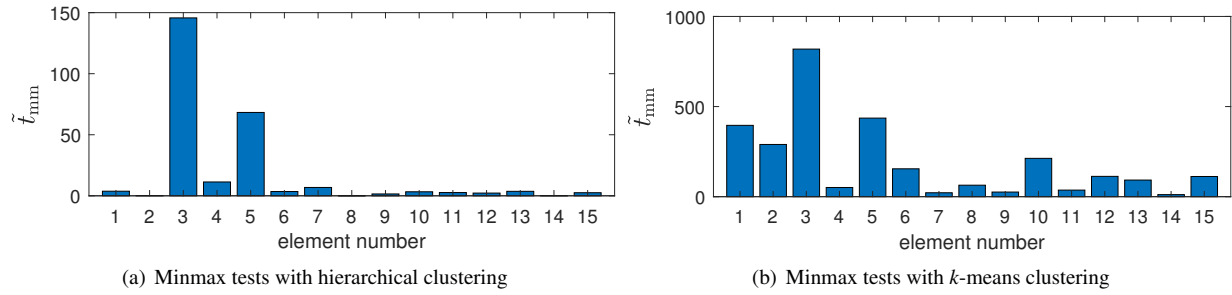 150
100
50
0
t̃mm
1 2 3 4 5 6 7 8 9 10 11 12 13 14 15
element number
(a) Minmax tests with hierarchical clustering
1000
500
0
t̃mm
1 2 3 4 5 6 7 8 9 10 11 12 13 14 15
element number
(b) Minmax tests with k-means clustering